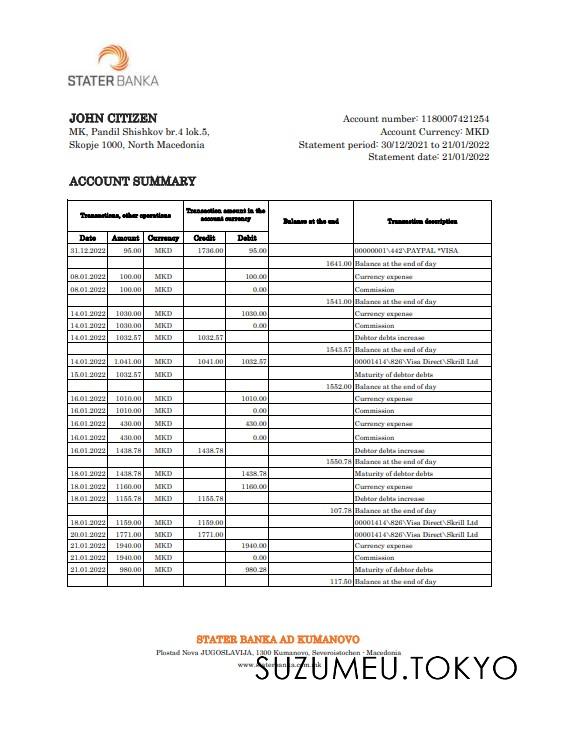 STATER BANKA
JOHN CITIZEN
MK, Pandil Shishkov br.4 lok.5,
Skopje 1000, North Macedonia
Account number: 1180007421254
Account Currency: MKD
Statement period: 30/12/2021 to 21/01/2022
Statement date: 21/01/2022
ACCOUNT SUMMARY
Transactions, other operations Transaction amount in the account currency Balance at the end Transaction description
Date Amount Currency Credit Debit
31.12.2022 95.00 MKD 1736.00 95.00 00000001\442\PAYPAL *VISA
1641.00 Balance at the end of day
08.01.2022 100.00 MKD 100.00 Currency expense
08.01.2022 100.00 MKD 0.00 Commission
1541.00 Balance at the end of day
14.01.2022 1030.00 MKD 1030.00 Currency expense
14.01.2022 1030.00 MKD 0.00 Commission
14.01.2022 1032.57 MKD 1032.57 Debtor debts increase
1543.57 Balance at the end of day
14.01.2022 1.041.00 MKD 1041.00 1032.57 00001414\826\Visa Direct\Skrill Ltd
15.01.2022 1032.57 MKD Maturity of debtor debts
1552.00 Balance at the end of day
16.01.2022 1010.00 MKD 1010.00 Currency expense
16.01.2022 1010.00 MKD 0.00 Commission
16.01.2022 430.00 MKD 430.00 Currency expense
16.01.2022 430.00 MKD 0.00 Commission
16.01.2022 1438.78 MKD 1438.78 Debtor debts increase
1550.78 Balance at the end of day
18.01.2022 1438.78 MKD 1438.78 Maturity of debtor debts
18.01.2022 1160.00 MKD 1160.00 Currency expense
18.01.2022 1155.78 MKD 1155.78 Debtor debts increase
107.78 Balance at the end of day
18.01.2022 1159.00 MKD 1159.00 00001414\826\Visa Direct\Skrill Ltd
20.01.2022 1771.00 MKD 1771.00 00001414\826\Visa Direct\Skrill Ltd
21.01.2022 1940.00 MKD 1940.00 Currency expense
21.01.2022 1940.00 MKD 0.00 Commission
21.01.2022 980.00 MKD 980.28 Maturity of debtor debts
117.50 Balance at the end of day
STATER BANKA AD KUMANOVO
Plostad Nova JUGOSLAVIJA, 1300 Kumanovo, Severoistochen - Macedonia
www.staterbanka.com.mk
SUZUMEU.TOKYO